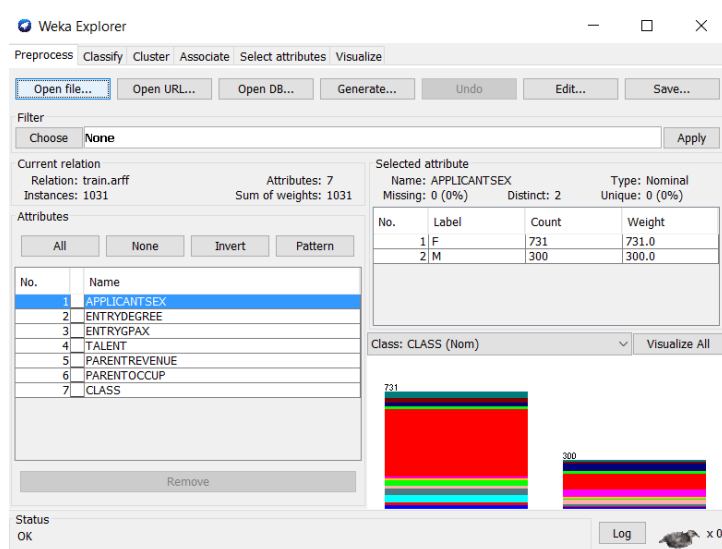 Weka Explorer
Preprocess Classify Cluster Associate Select attributes Visualize
Open file... Open URL... Open DB... Generate... Undo Edit... Save...
Filter
Choose None Apply
Current relation
Relation: train.arff Attributes: 7
Instances: 1031 Sum of weights: 1031
Selected attribute
Name: APPLICANTSEX Type: Nominal
Missing: 0 (0%) Distinct: 2 Unique: 0 (0%)
Attributes
All None Invert Pattern
No. Name
1 APPLICANTSEX
2 ENTRYDEGREE
3 ENTRYGPAX
4 TALENT
5 PARENTREVENUE
6 PARENTOCCUP
7 CLASS
Remove
No. Label Count Weight
1 F 731 731.0
2 M 300 300.0
Class: CLASS (Nom) Visualize All
731
300
Status
OK
Log x 0